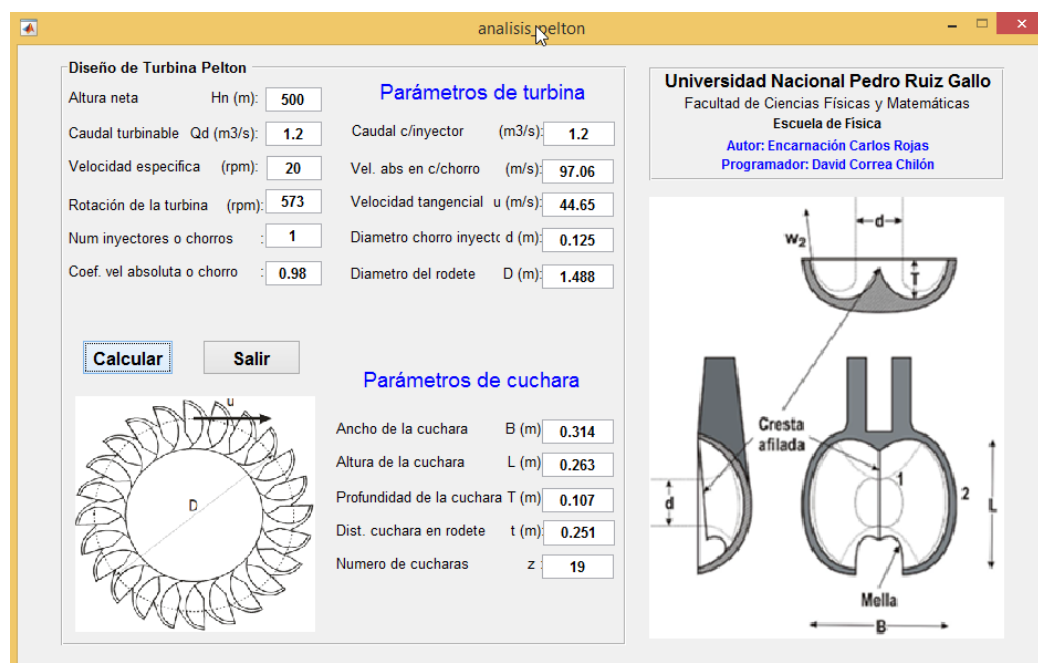 analisis_pelton
Diseño de Turbina Pelton
Altura neta Hn (m): 500
Caudal turbinable Qd (m3/s): 1.2
Velocidad especifica (rpm): 20
Rotación de la turbina (rpm): 573
Num inyectores o chorros : 1
Coef. vel absoluta o chorro : 0.98
Calcular
Salir
u
D
Parámetros de turbina
Caudal c/inyector (m3/s): 1.2
Vel. abs en c/chorro (m/s): 97.06
Velocidad tangencial u (m/s): 44.65
Diametro chorro inyectc d (m): 0.125
Diametro del rodete D (m): 1.488
Parámetros de cuchara
Ancho de la cuchara B (m) 0.314
Altura de la cuchara L (m) 0.263
Profundidad de la cuchara T (m) 0.107
Dist. cuchara en rodete t (m): 0.251
Numero de cucharas z : 19
Universidad Nacional Pedro Ruiz Gallo
Facultad de Ciencias Físicas y Matemáticas
Escuela de Física
Autor: Encarnación Carlos Rojas
Programador: David Correa Chilón
d
W2
T
Cresta
afilada
1
2
d
L
Mella
B